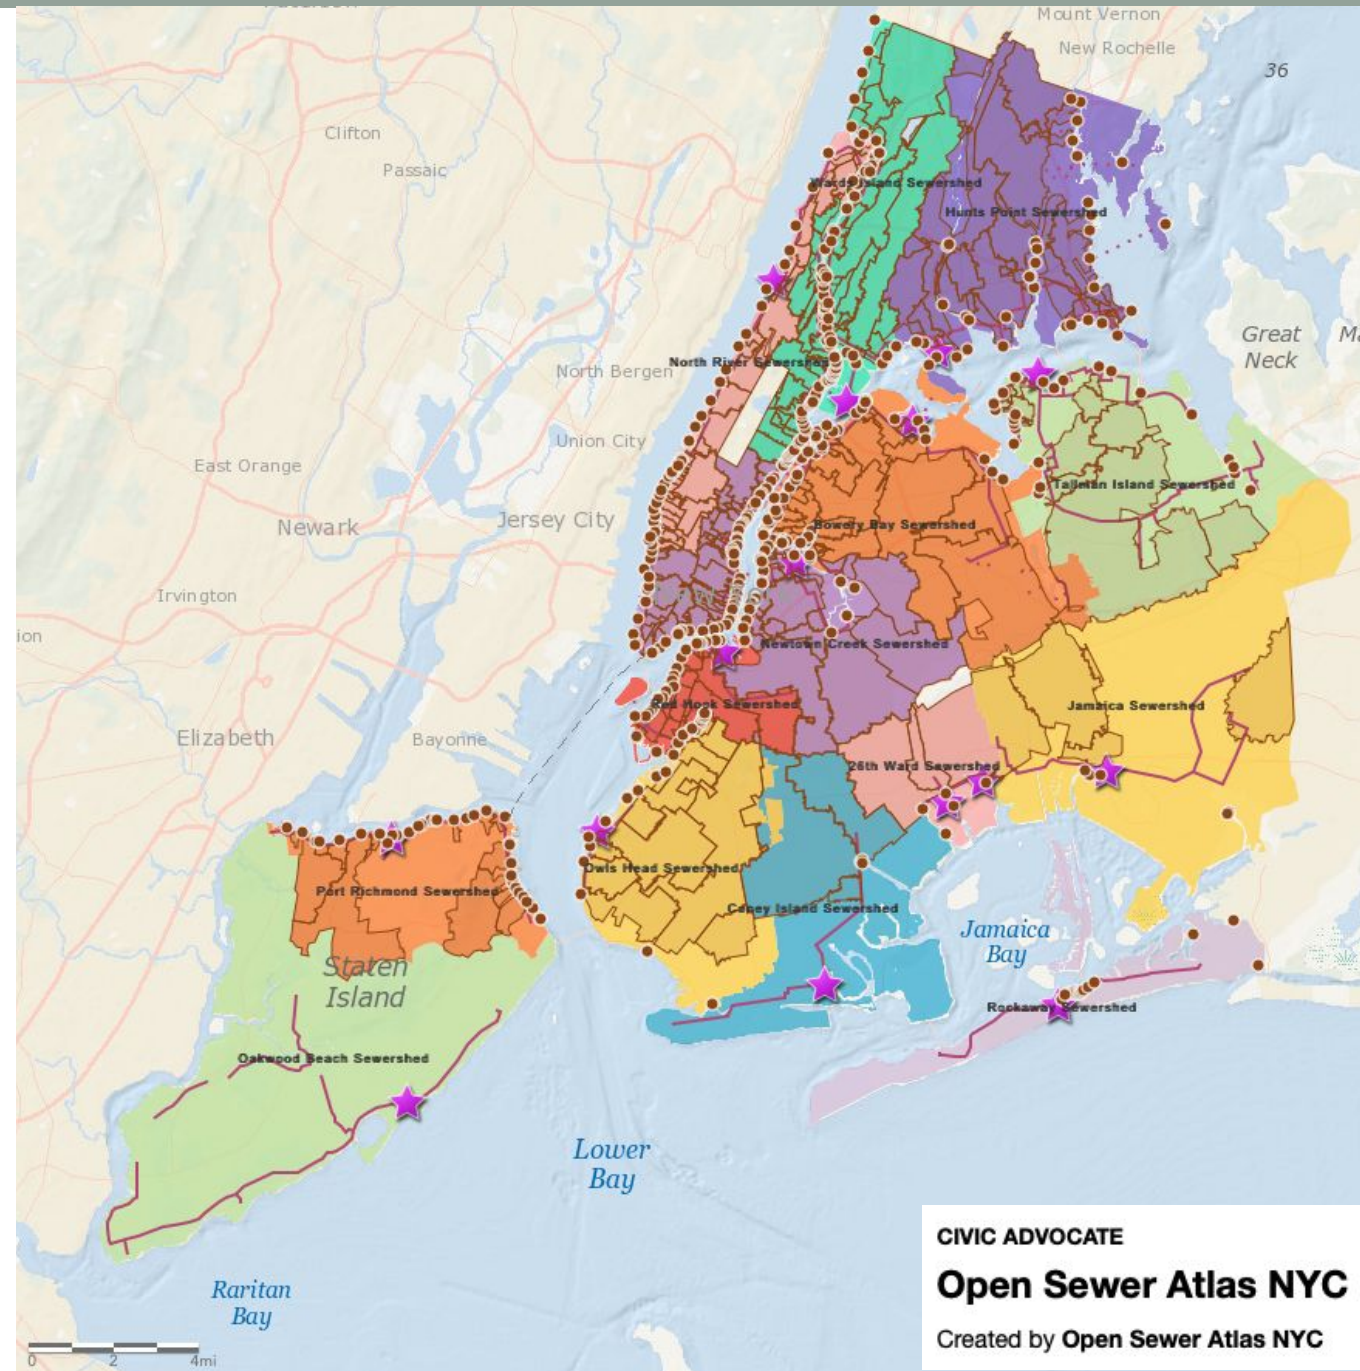 Mount Vernon
New Rochelle
36
Clifton
Passaic
Wards Island Sewershed
Hunts Point Sewershed
Great
Neck
North River Sewershed
North Bergen
Union City
East Orange
Tallman Island Sewershed
Newark
Jersey City
Bowery Bay Sewershed
Irvington
Newtown Creek Sewershed
Red Hook Sewershed
Jamaica Sewershed
Elizabeth
Bayonne
26th Ward Sewershed
Owls Head Sewershed
Port Richmond Sewershed
Coney Island Sewershed
Jamaica
Bay
Staten
Island
Rockaway Sewershed
Oakwood Beach Sewershed
Lower
Bay
Raritan
Bay
0 2 4mi
CIVIC ADVOCATE
Open Sewer Atlas NYC
Created by Open Sewer Atlas NYC